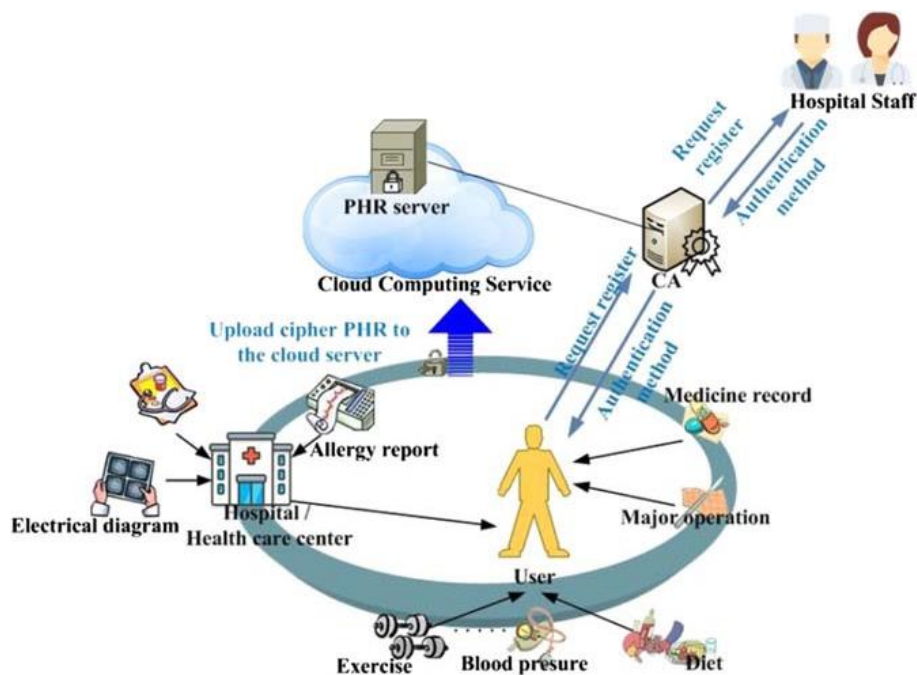 Hospital Staff
Request
register
Authentication
method
PHR server
CA
Cloud Computing Service
Request register
Authentication
method
Upload cipher PHR to
the cloud server
Medicine record
Allergy report
Electrical diagram
Hospital /
Health care center
Major operation
User
Exercise
Blood presure
Diet